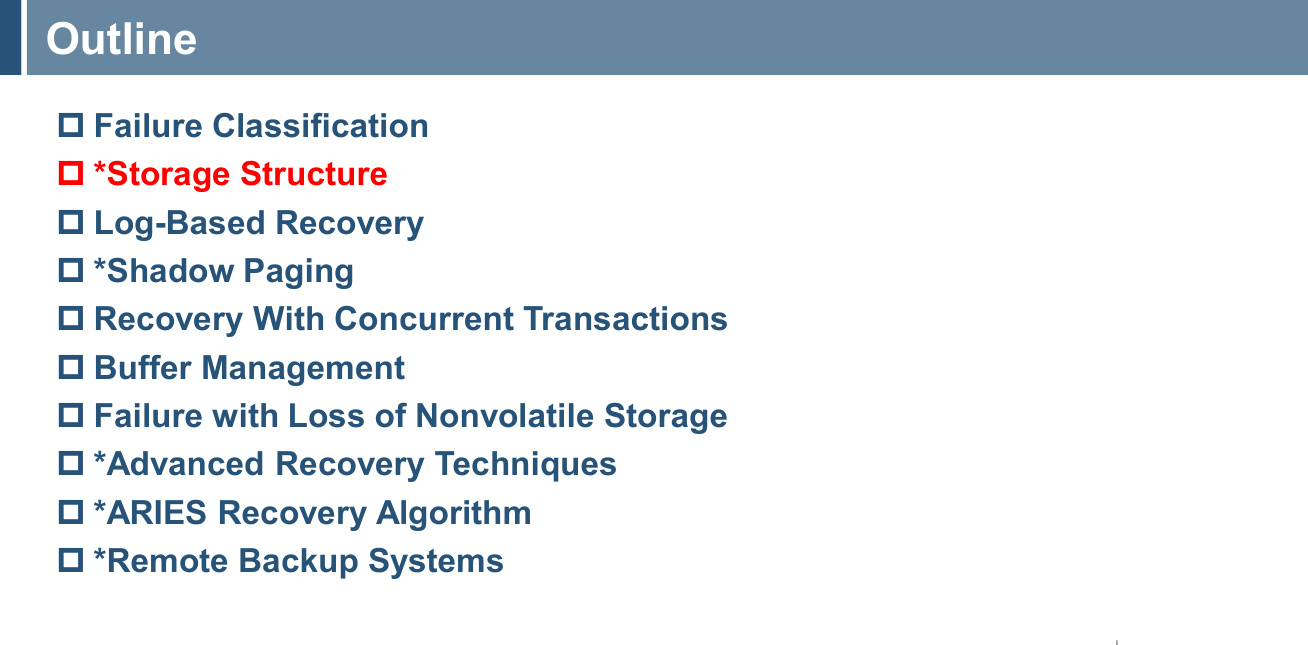 Outline
Failure Classification
*Storage Structure
Log-Based Recovery
*Shadow Paging
Recovery With Concurrent Transactions
Buffer Management
Failure with Loss of Nonvolatile Storage
*Advanced Recovery Techniques
*ARIES Recovery Algorithm
*Remote Backup Systems